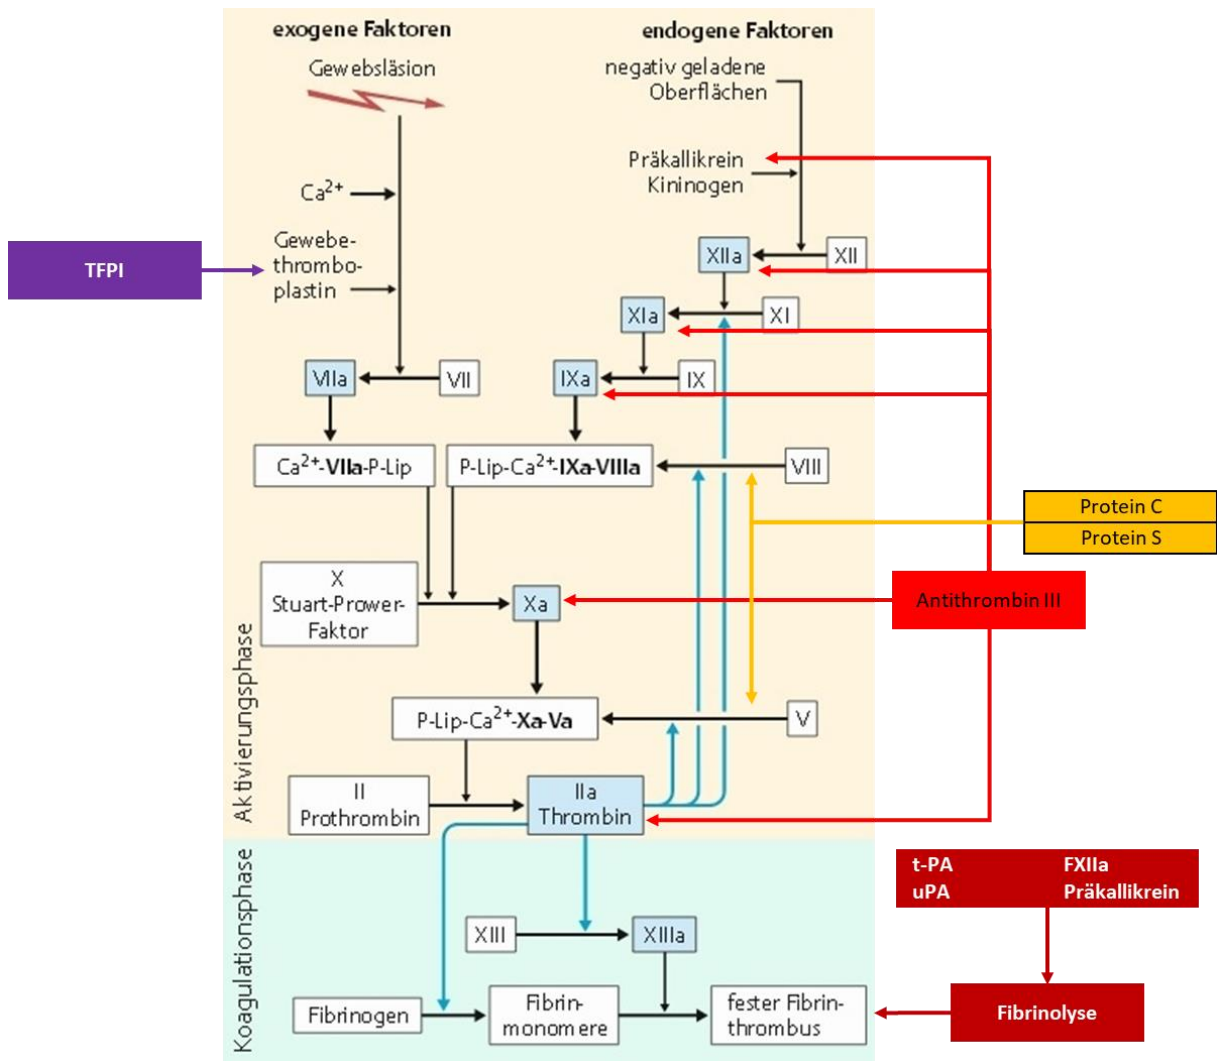 exogene Faktoren
endogene Faktoren
Gewebsläsion
negativ geladene
Oberflächen
Präkallikrein
Kininogen
Ca2+
Gewebe-
thrombo-
plastin
TFPI
XIIa
XII
XIa
XI
VIIa
VII
IXa
IX
Ca2+-VIIa-P-Lip
P-Lip-Ca2+-IXa-VIIIa
VIII
Protein C
Protein S
X
Stuart-Prower-
Faktor
Xa
Antithrombin III
P-Lip-Ca2+-Xa-Va
V
II
Prothrombin
IIa
Thrombin
Aktivierungsphase
Koagulationsphase
t-PA
FXIIa
uPA
Präkallikrein
XIII
XIIIa
Fibrinogen
Fibrin-
monomere
fester Fibrin-
thrombus
Fibrinolyse